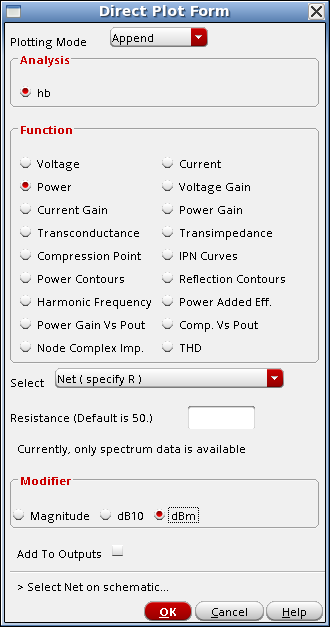 Direct Plot Form
Plotting Mode Append
Analysis
hb
Function
Voltage Current
Power Voltage Gain
Current Gain Power Gain
Transconductance Transimpedance
Compression Point IPN Curves
Power Contours Reflection Contours
Harmonic Frequency Power Added Eff.
Power Gain Vs Pout Comp. Vs Pout
Node Complex Imp. THD
Select Net ( specify R )
Resistance (Default is 50.)
Currently, only spectrum data is available
Modifier
Magnitude dB10 dBm
Add To Outputs
> Select Net on schematic...
OK Cancel Help